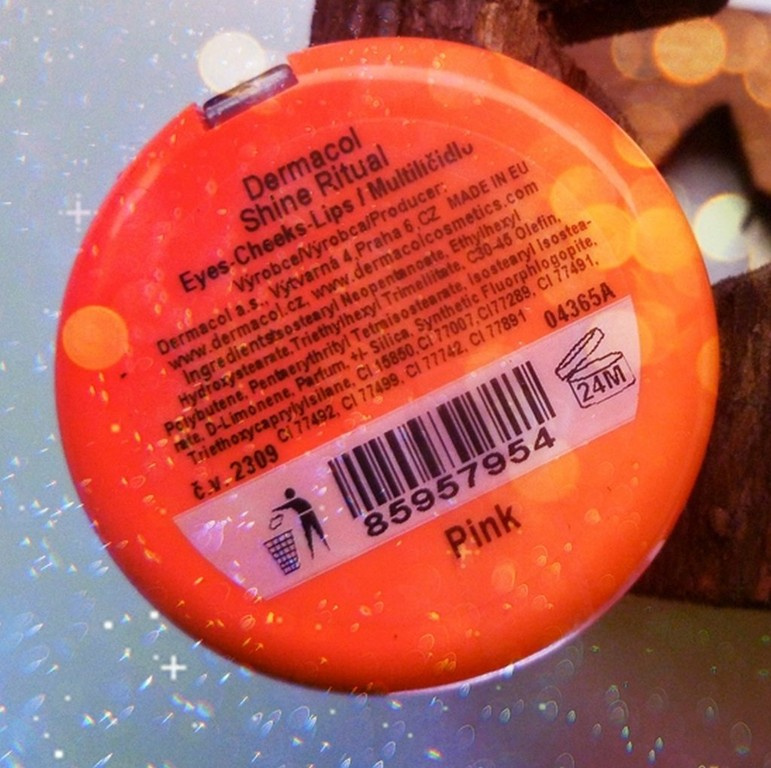 Dermacol
Shine Ritual
Eyes-Cheeks-Lips / Multilíčidlo
Výrobce/Výrobca/Producer:
Dermacol a.s., Výtvarná 4, Praha 6, CZ MADE IN EU
www.dermacol.cz, www.dermacolcosmetics.com
Ingredients: Isostearyl Neopentanoate, Ethylhexyl
Hydroxystearate, Triethylhexyl Trimellitate, C30-45 Olefin,
Polybutene, Pentaerythrityl Tetraisostearate, Isostearyl Isostea-
rate, D-Limonene, Parfum, +/- Silica, Synthetic Fluorphlogopite,
Triethoxycaprylylsilane, CI 15850, CI 77007, CI 77289, CI 77491,
CI 77492, CI 77499, CI 77742, CI 77891
č.v. 2309
04365A
24M
85957954
Pink